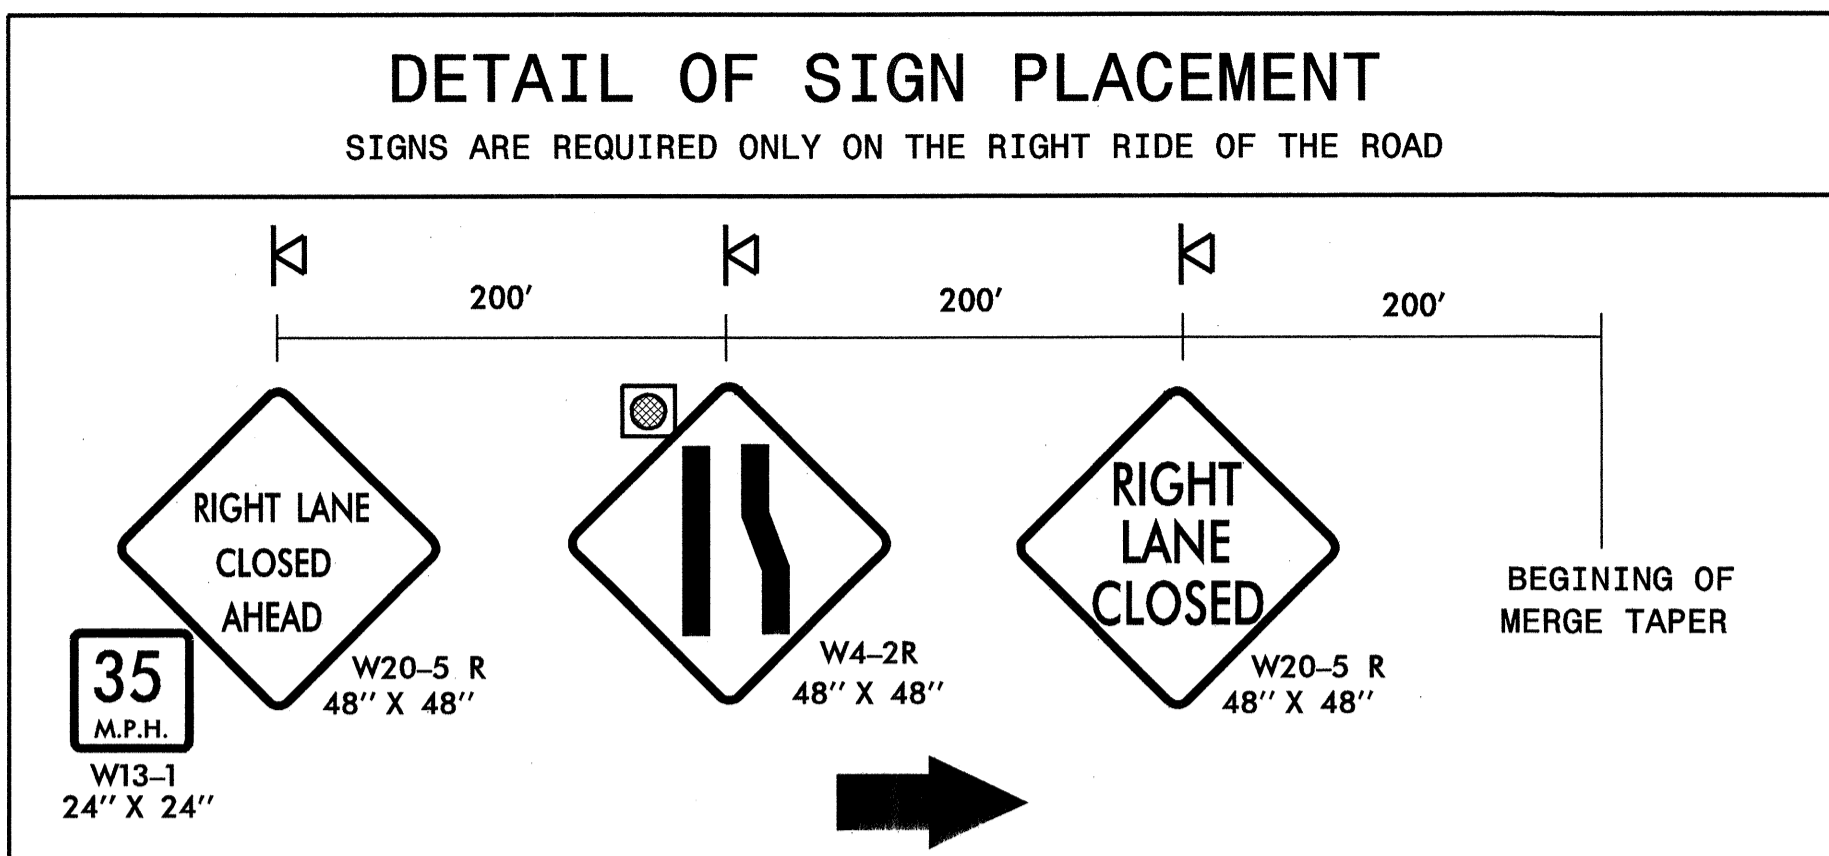 DETAIL OF SIGN PLACEMENT
SIGNS ARE REQUIRED ONLY ON THE RIGHT RIDE OF THE ROAD
200′ 200′ 200′
RIGHT LANE
CLOSED
AHEAD
35
M.P.H.
W13–1
24″ X 24″
W20–5 R
48″ X 48″
W4–2R
48″ X 48″
RIGHT
LANE
CLOSED
W20–5 R
48″ X 48″
BEGINING OF
MERGE TAPER